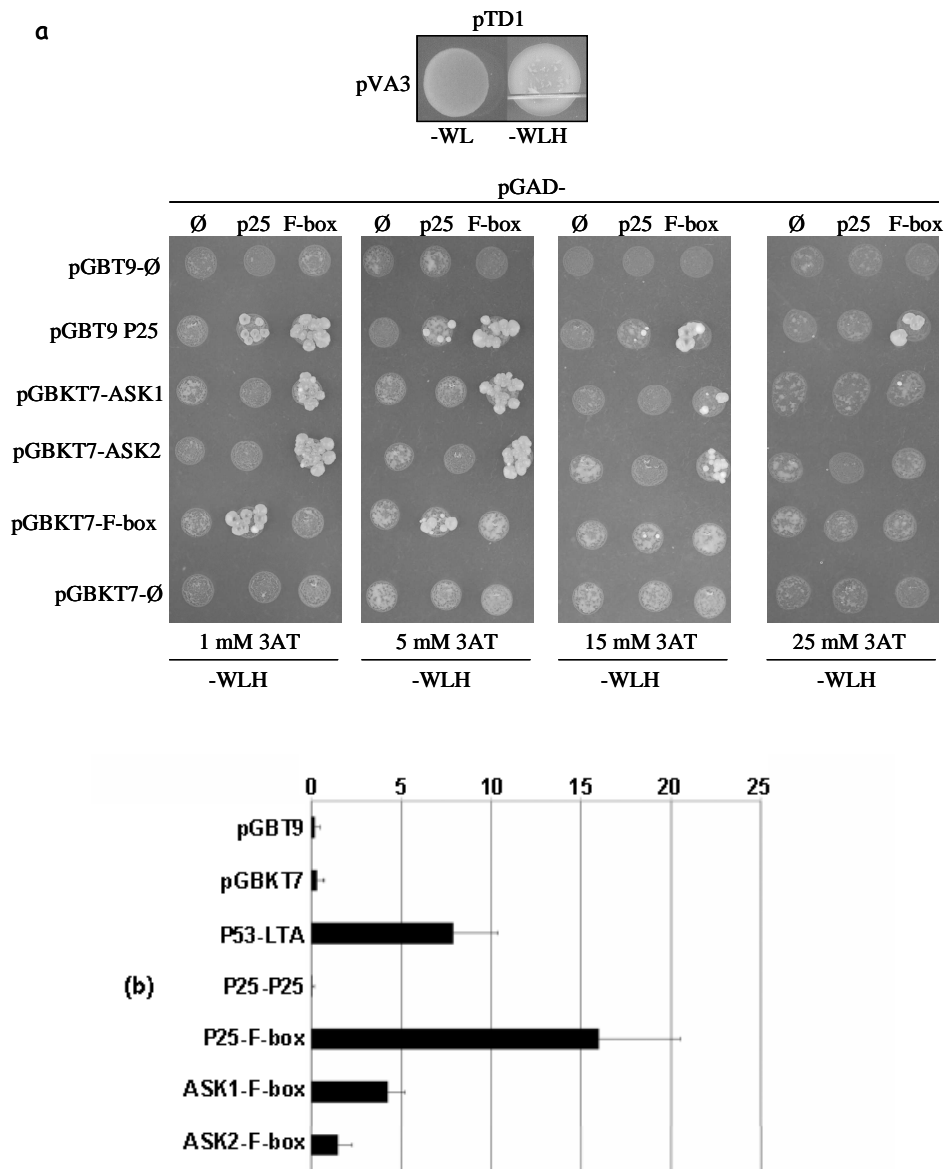 a
pTD1
pVA3
-WL -WLH
pGAD-
Ø p25 F-box Ø p25 F-box Ø p25 F-box Ø p25 F-box
pGBT9-Ø
pGBT9 P25
pGBKT7-ASK1
pGBKT7-ASK2
pGBKT7-F-box
pGBKT7-Ø
1 mM 3AT 5 mM 3AT 15 mM 3AT 25 mM 3AT
-WLH -WLH -WLH -WLH
0 5 10 15 20 25
pGBT9
pGBKT7
P53-LTA
(b) P25-P25
P25-F-box
ASK1-F-box
ASK2-F-box